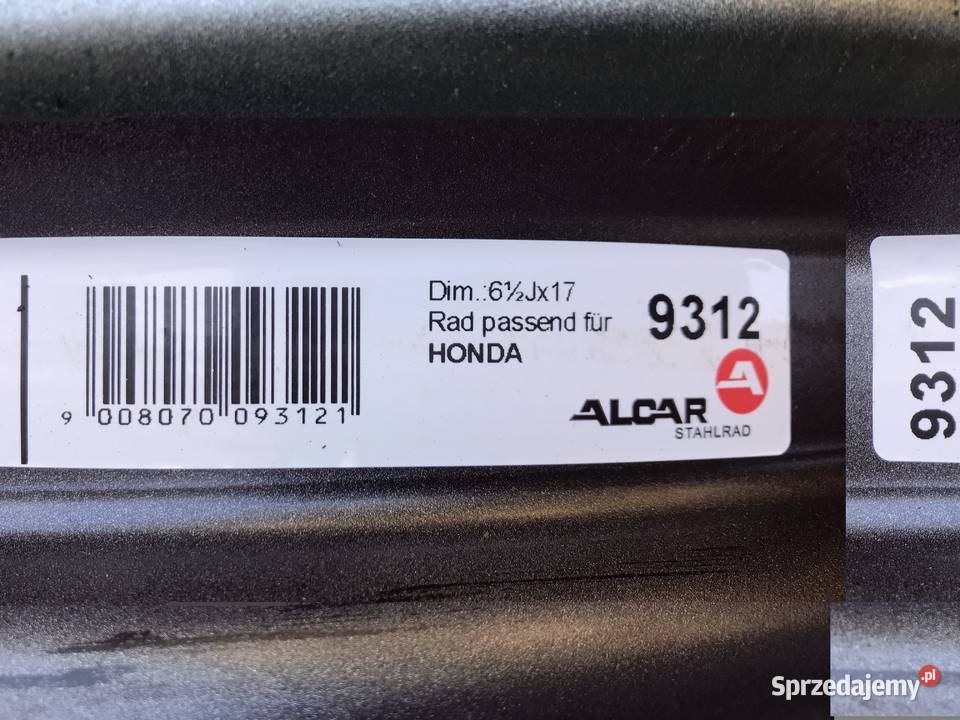 Dim.:6½Jx17
Rad passend für
HONDA
9312
A
ALCAR
STAHLRAD
9 008070 093121
9312
Sprzedajemy.pl